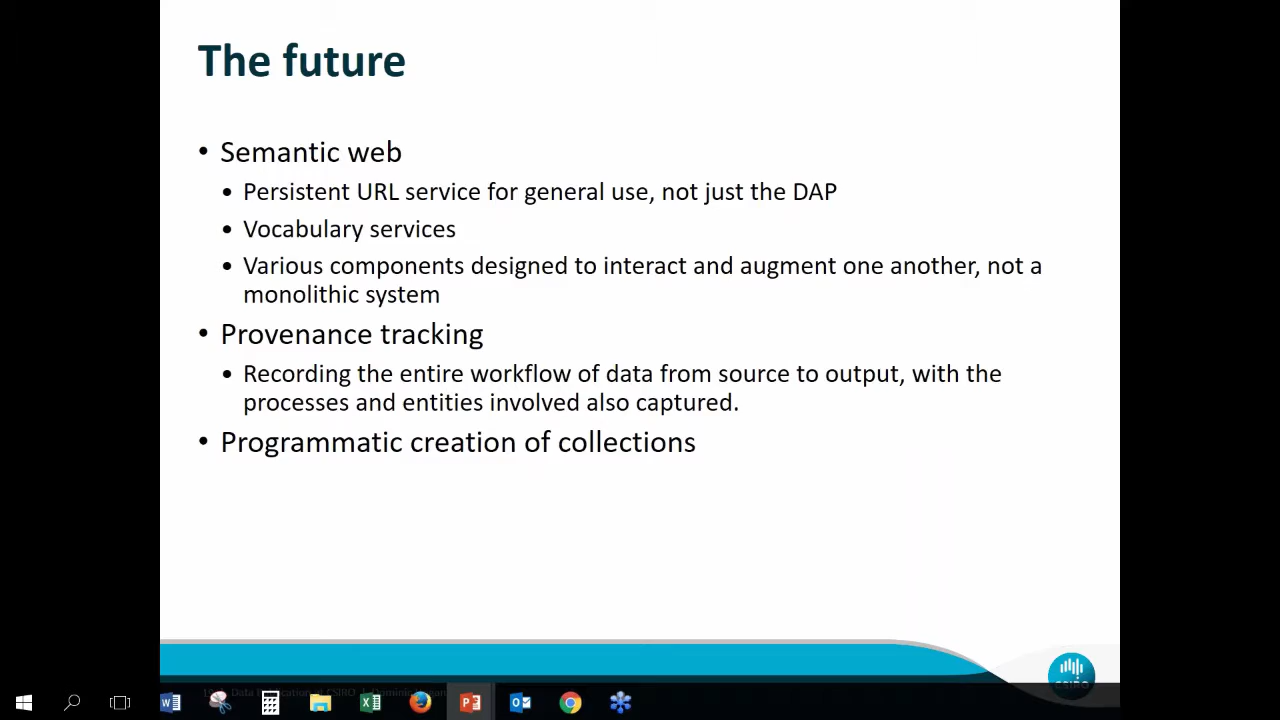 The future
• Semantic web
• Persistent URL service for general use, not just the DAP
• Vocabulary services
• Various components designed to interact and augment one another, not a
monolithic system
• Provenance tracking
• Recording the entire workflow of data from source to output, with the
processes and entities involved also captured.
• Programmatic creation of collections
CSIRO